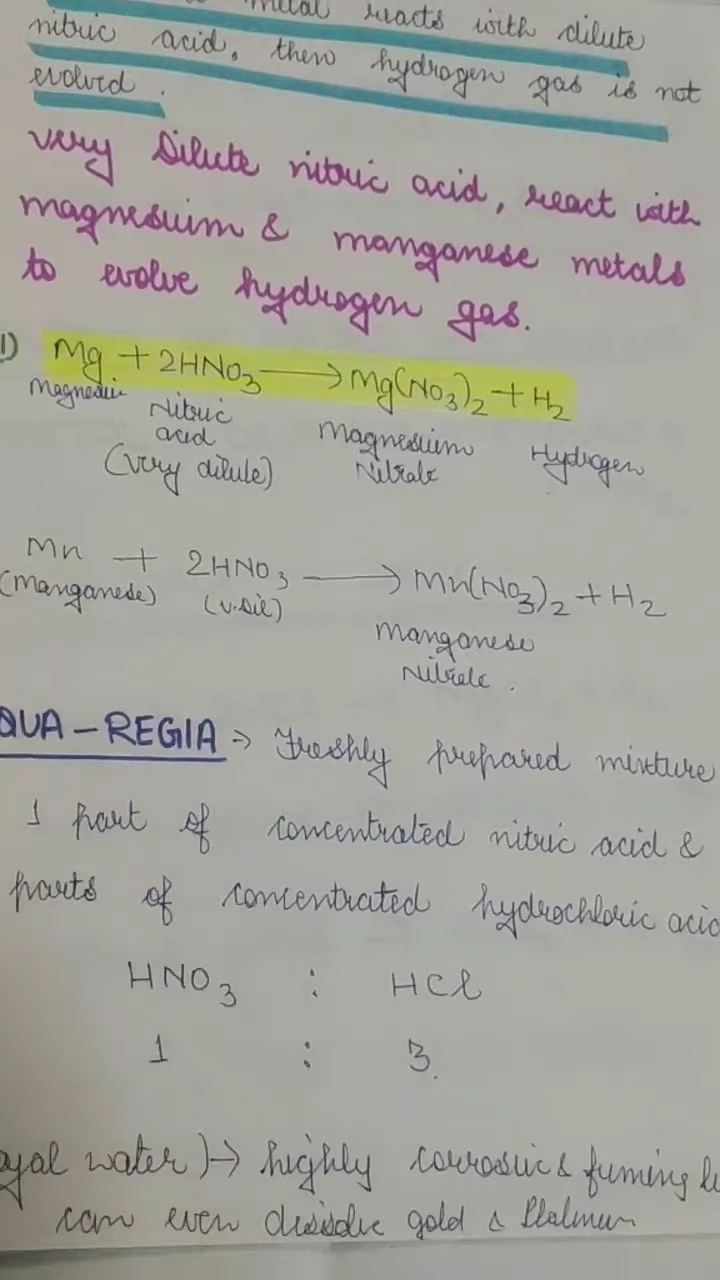 metal reacts with dilute
nitric acid, then hydrogen gas is not
evolved.
very Dilute nitric acid, react with
magnesium & manganese metals
to evolve hydrogen gas.
1) Mg + 2HNO3 → Mg(NO3)2 + H2
Magnesium Nitric acid (very dilute) Magnesium Nitrate Hydrogen
Mn + 2HNO3 → Mn(NO3)2 + H2
(Manganese) (v.dil) Manganese Nitrate.
QUA-REGIA ⇒ Freshly prepared mixture
1 part of concentrated nitric acid &
parts of concentrated hydrochloric acid
HNO3 : HCl
1 : 3.
oyal water) → highly corrosive & fuming
can even dissolve gold & Platinum